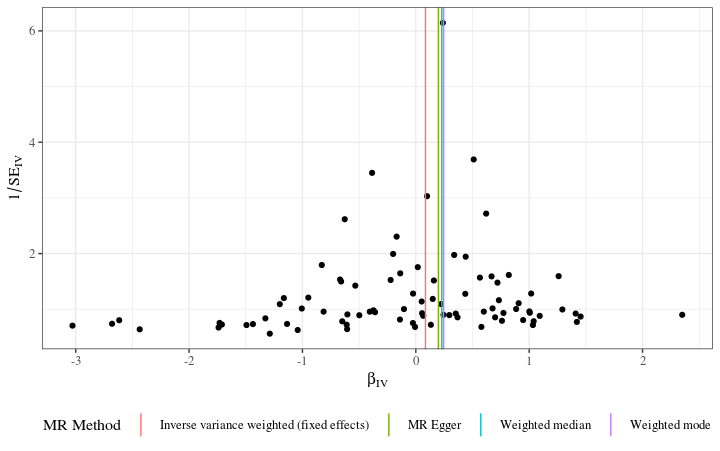 6
4
2
1/SE_IV
-3 -2 -1 0 1 2
β_IV
MR Method Inverse variance weighted (fixed effects) MR Egger Weighted median Weighted mode